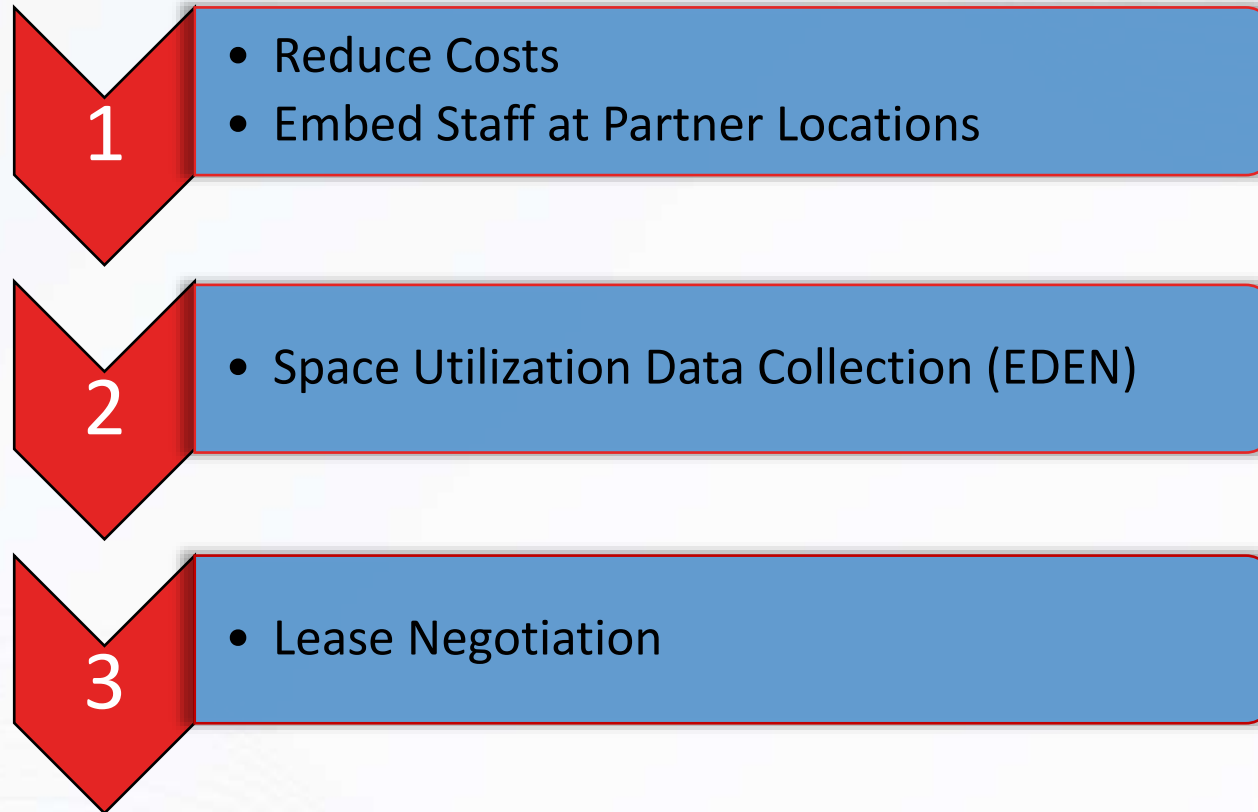 1
• Reduce Costs
• Embed Staff at Partner Locations
2
• Space Utilization Data Collection (EDEN)
3
• Lease Negotiation